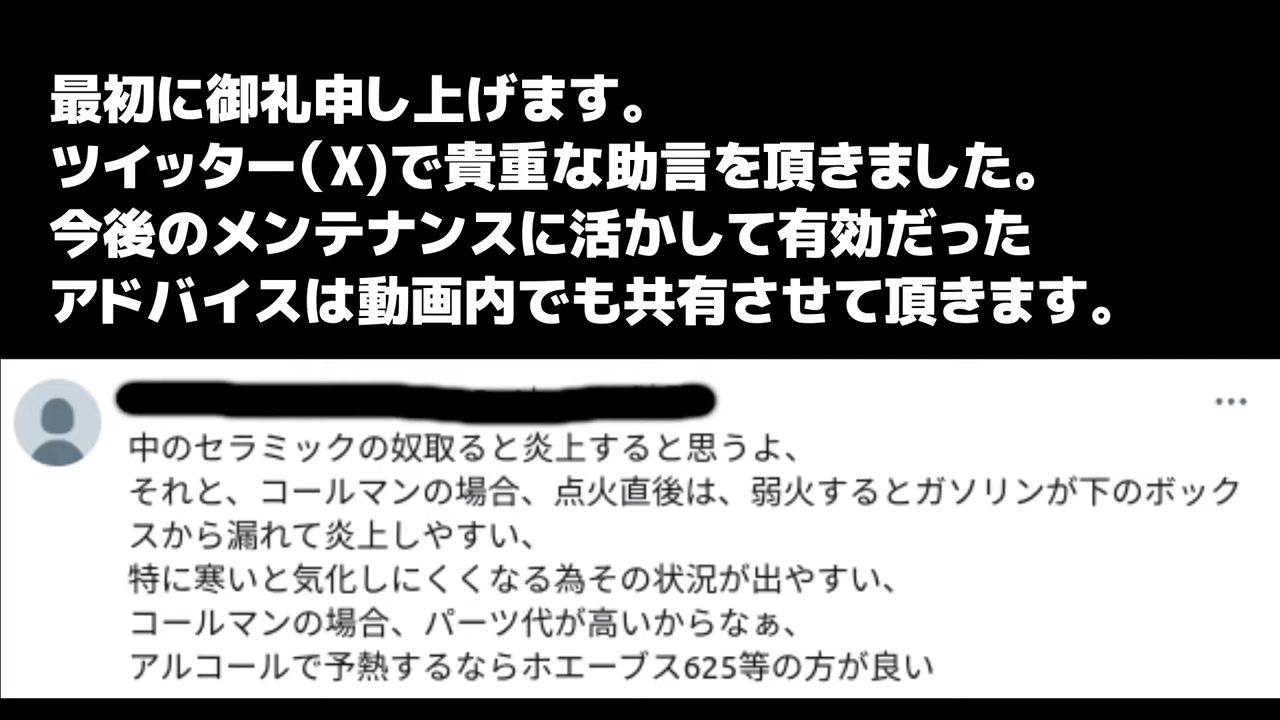 最初に御礼申し上げます。
ツイッター(X)で貴重な助言を頂きました。
今後のメンテナンスに活かして有効だった
アドバイスは動画内でも共有させて頂きます。
中のセラミックの奴取ると炎上すると思うよ、
それと、コールマンの場合、点火直後は、弱火するとガソリンが下のボック
スから漏れて炎上しやすい、
特に寒いと気化しにくくなる為その状況が出やすい、
コールマンの場合、パーツ代が高いからなぁ、
アルコールで予熱するならホエーブス625等の方が良い